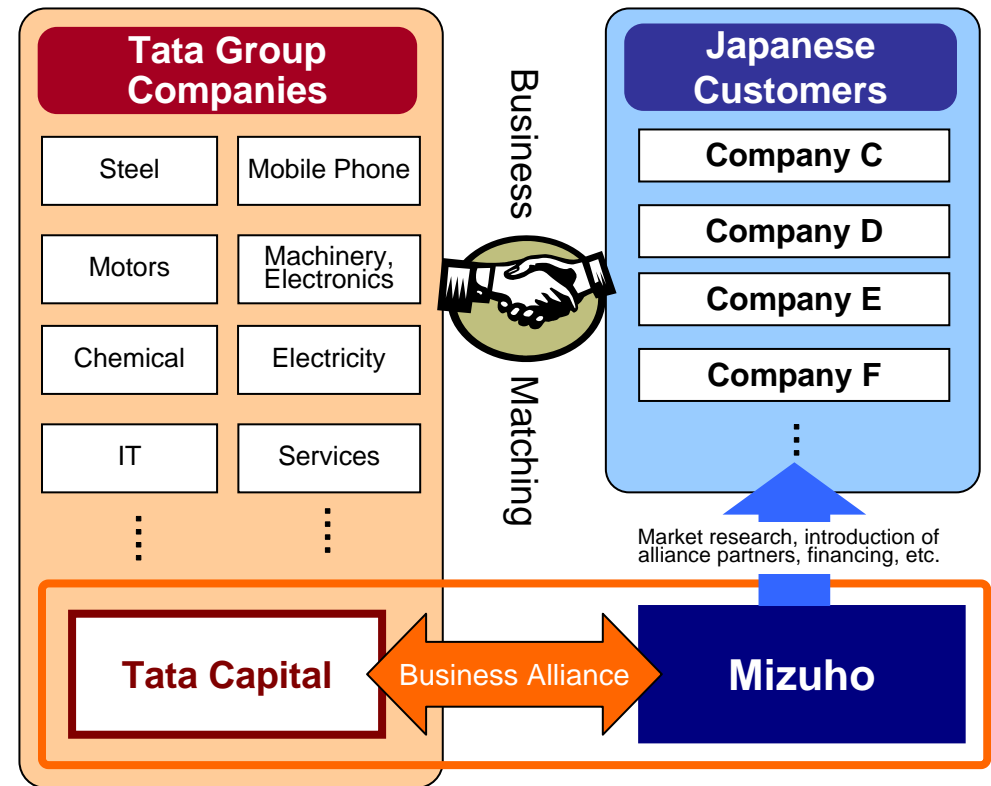 Tata Group
Companies
Steel
Mobile Phone
Motors
Machinery,
Electronics
Chemical
Electricity
IT
Services
Business
Matching
Japanese
Customers
Company C
Company D
Company E
Company F
Market research, introduction of
alliance partners, financing, etc.
Tata Capital
Business Alliance
Mizuho